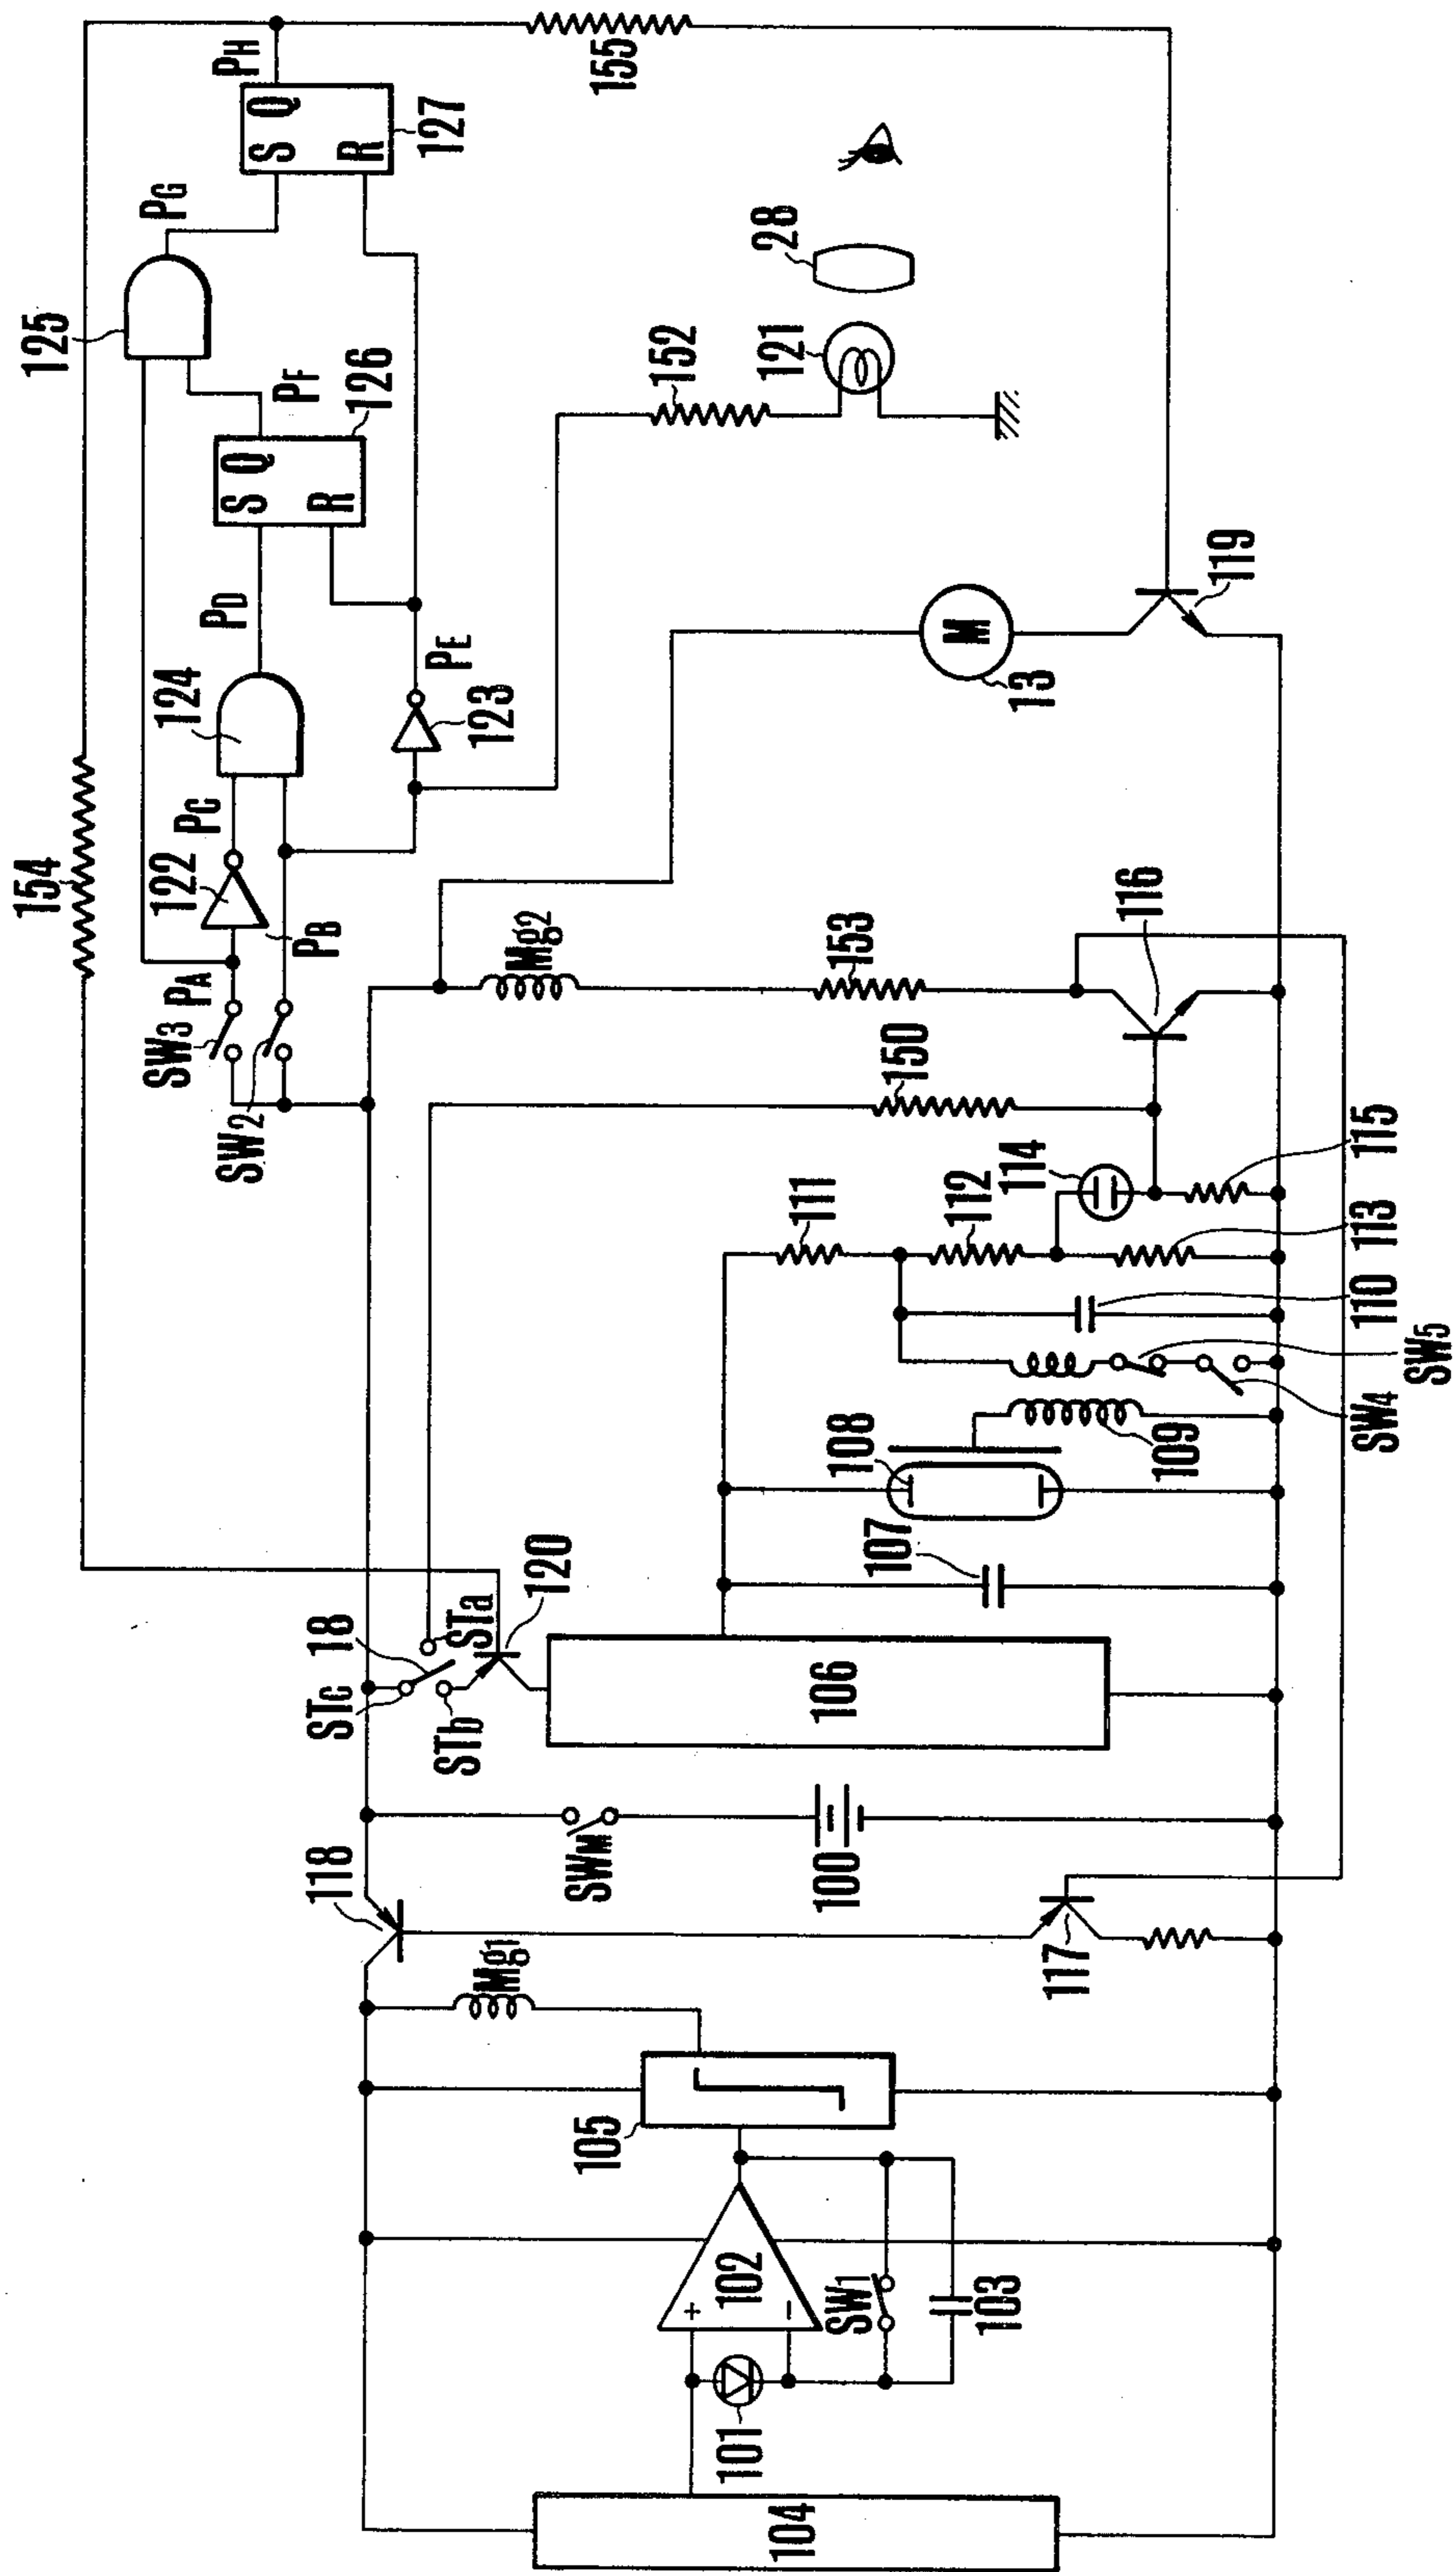 154
155
PH
S Q
R
127
PG
125
PF
S Q
R
126
PD
124
PC
122
PB
PA
SW3
SW2
PE
123
152
121
28
M
13
119
Mg2
153
116
150
114
115
111
112
113
110
SW5
SW4
109
108
107
STa
18
STC
STb
120
106
SWM
100
118
117
Mg1
105
+
-
102
SW1
103
101
104